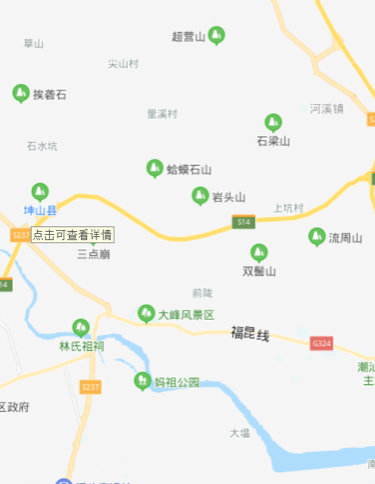 超营山
草山
尖山村
挨砻石
里溪村
河溪镇
石梁山
石水坑
蛤蟆石山
坤山县
岩头山
上坑村
S14
流周山
S237
点击可查看详情
三点崩
双髻山
14
前陇
大峰风景区
福昆线
G324
林氏祖祠
潮汕
主
妈祖公园
S237
区政府
大堪